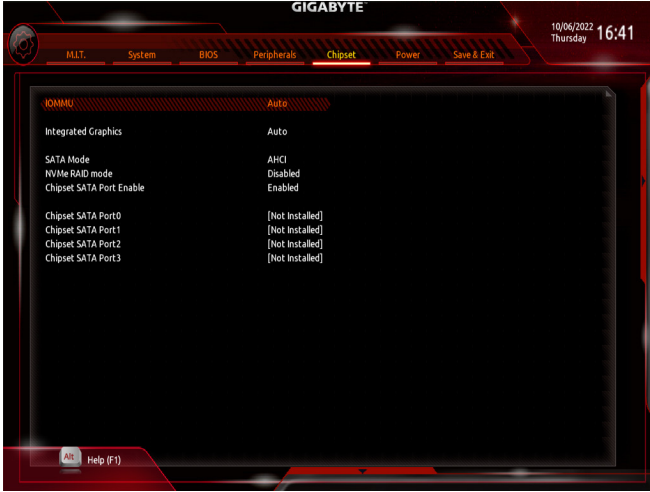 GIGABYTE
10/06/2022 16:41
Thursday
M.I.T. System BIOS Peripherals Chipset Power Save & Exit
IOMMU Auto
Integrated Graphics Auto
SATA Mode AHCI
NVMe RAID mode Disabled
Chipset SATA Port Enable Enabled
Chipset SATA Port0 [Not Installed]
Chipset SATA Port1 [Not Installed]
Chipset SATA Port2 [Not Installed]
Chipset SATA Port3 [Not Installed]
Alt Help (F1)